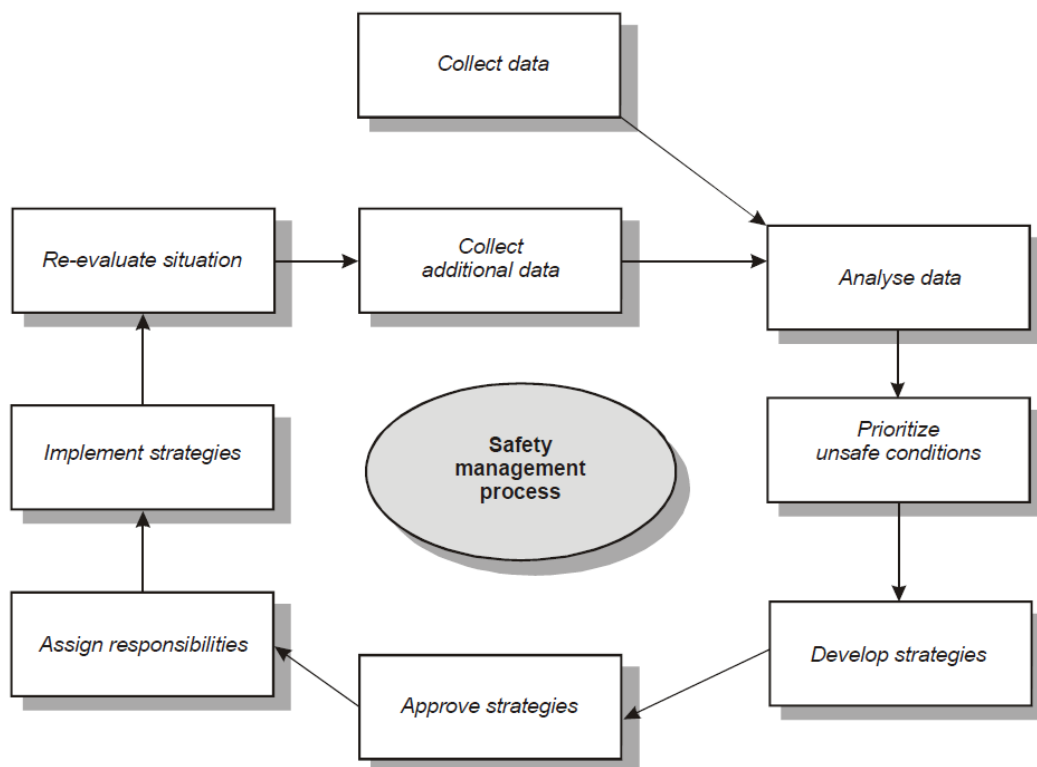 Collect data
Re-evaluate situation
Collect
additional data
Analyse data
Implement strategies
Safety
management
process
Prioritize
unsafe conditions
Assign responsibilities
Approve strategies
Develop strategies